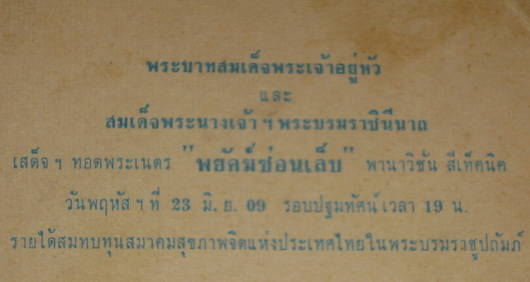 พระบาทสมเด็จพระเจ้าอยู่หัว
และ
สมเด็จพระนางเจ้า ฯ พระบรมราชินีนาถ
เสด็จ ฯ ทอดพระเนตร "พยัคฆ์ซ่อนเล็บ" พานาวิชัน สีเท็คนิค
วันพฤหัส ฯ ที่ 23 มิ.ย. 09 รอบปฐมทัศน์ เวลา 19 น.
รายได้สมทบทุนสมาคมสุขภาพจิตแห่งประเทศไทยในพระบรมราชูปถัมภ์